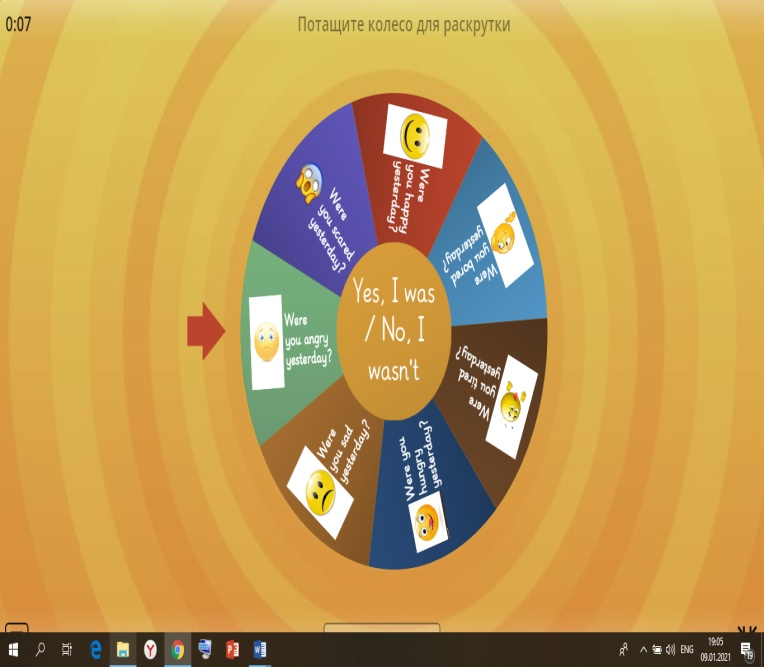 0:07
Потащите колесо для раскрутки
Were
you happy
yesterday?
Were
you scared
yesterday?
Were
you bored
yesterday?
Yes, I was
/ No, I
wasn't
Were
you angry
yesterday?
Were
you tired
yesterday?
Were
you sad
yesterday?
Were you
hungry
yesterday?
ENG
19:05
09.01.2021
19